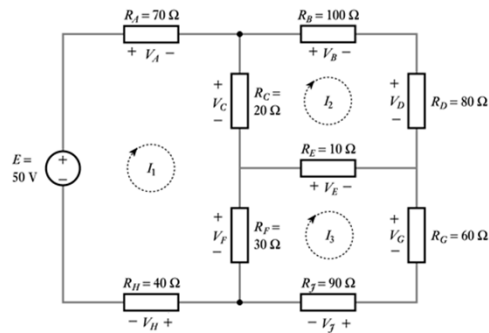 R_A = 70 Ω
R_B = 100 Ω
+ V_A −
+ V_B −
+
V_C
−
R_C =
20 Ω
I_2
+
V_D
−
R_D = 80 Ω
E =
50 V
+
−
I_1
R_E = 10 Ω
+ V_E −
+
V_F
−
R_F =
30 Ω
I_3
+
V_G
−
R_G = 60 Ω
R_H = 40 Ω
R_J = 90 Ω
− V_H +
− V_J +